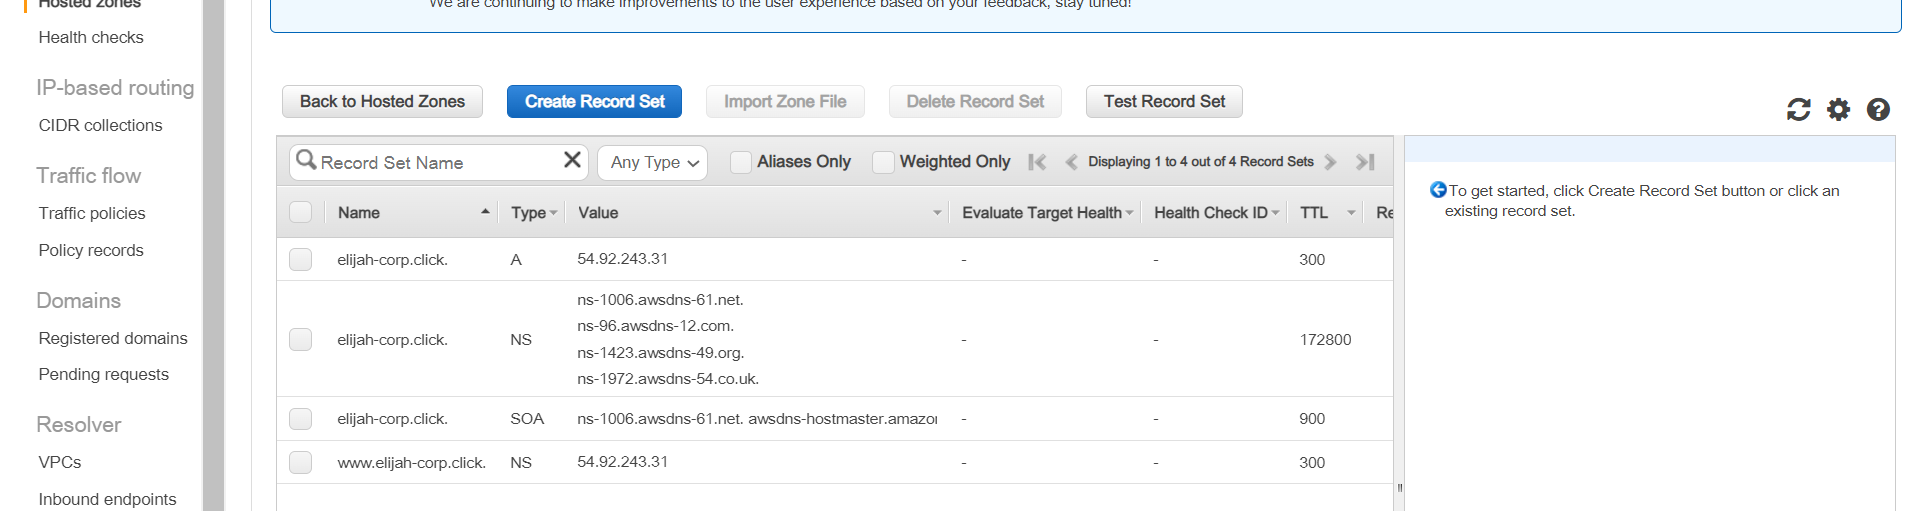 Hosted zones
We are continuing to make improvements to the user experience based on your feedback, stay tuned!
Health checks
IP-based routing
CIDR collections
Traffic flow
Traffic policies
Policy records
Domains
Registered domains
Pending requests
Resolver
VPCs
Inbound endpoints
Back to Hosted Zones Create Record Set Import Zone File Delete Record Set Test Record Set
Record Set Name Any Type Aliases Only Weighted Only Displaying 1 to 4 out of 4 Record Sets
Name Type Value Evaluate Target Health Health Check ID TTL Re
elijah-corp.click. A 54.92.243.31 - - 300
ns-1006.awsdns-61.net.
ns-96.awsdns-12.com.
elijah-corp.click. NS - - 172800
ns-1423.awsdns-49.org.
ns-1972.awsdns-54.co.uk.
elijah-corp.click. SOA ns-1006.awsdns-61.net. awsdns-hostmaster.amazon - - 900
www.elijah-corp.click. NS 54.92.243.31 - - 300
To get started, click Create Record Set button or click an
existing record set.